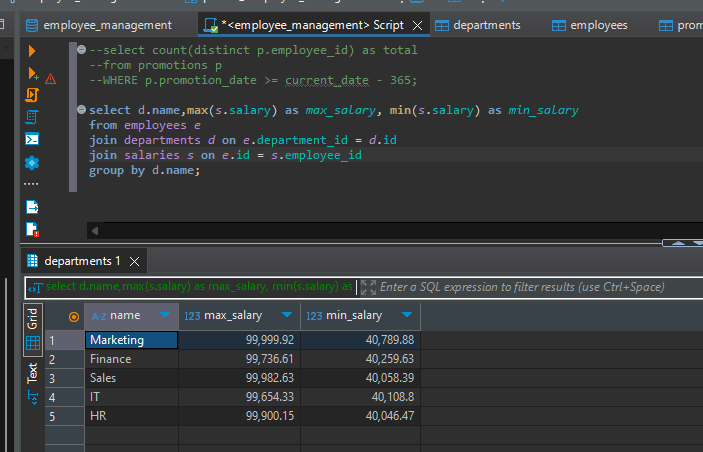 employee_management
*<employee_management> Script
departments
employees
prom
--select count(distinct p.employee_id) as total
--from promotions p
--WHERE p.promotion_date >= current_date - 365;
select d.name,max(s.salary) as max_salary, min(s.salary) as min_salary
from employees e
join departments d on e.department_id = d.id
join salaries s on e.id = s.employee_id
group by d.name;
departments 1
select d.name,max(s.salary) as max_salary, min(s.salary) as
Enter a SQL expression to filter results (use Ctrl+Space)
Grid
Text
A-Z name
123 max_salary
123 min_salary
1 Marketing 99,999.92 40,789.88
2 Finance 99,736.61 40,259.63
3 Sales 99,982.63 40,058.39
4 IT 99,654.33 40,108.8
5 HR 99,900.15 40,046.47